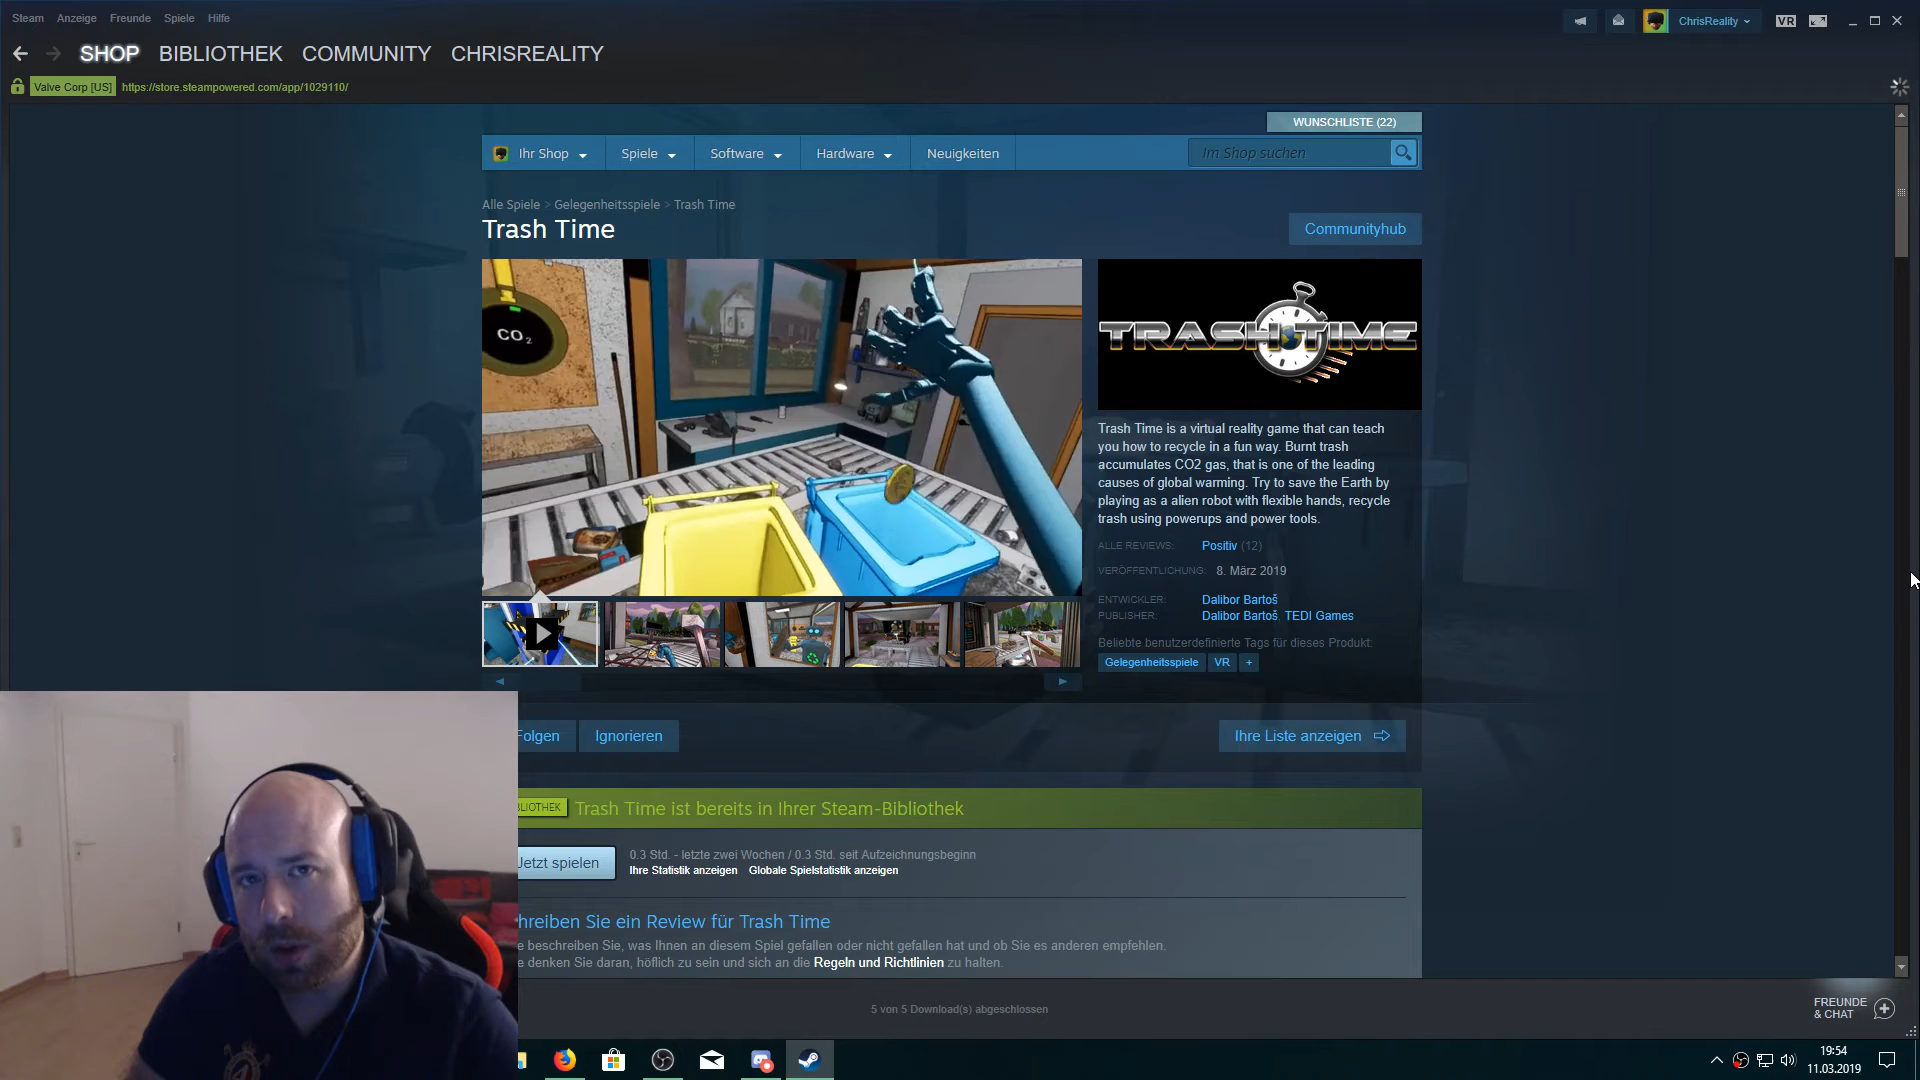 Steam Anzeige Freunde Spiele Hilfe
ChrisReality
VR
SHOP BIBLIOTHEK COMMUNITY CHRISREALITY
Valve Corp [US] https://store.steampowered.com/app/1029110/
WUNSCHLISTE (22)
Ihr Shop Spiele Software Hardware Neuigkeiten
Im Shop suchen
Alle Spiele > Gelegenheitsspiele > Trash Time
Trash Time
Communityhub
CO2
TRASH TIME
Trash Time is a virtual reality game that can teach
you how to recycle in a fun way. Burnt trash
accumulates CO2 gas, that is one of the leading
causes of global warming. Try to save the Earth by
playing as a alien robot with flexible hands, recycle
trash using powerups and power tools.
ALLE REVIEWS: Positiv (12)
VERÖFFENTLICHUNG: 8. März 2019
ENTWICKLER: Dalibor Bartoš
PUBLISHER: Dalibor Bartoš, TEDI Games
Beliebte benutzerdefinierte Tags für dieses Produkt:
Gelegenheitsspiele VR +
Folgen Ignorieren
Ihre Liste anzeigen
BLIOTHEK Trash Time ist bereits in Ihrer Steam-Bibliothek
Jetzt spielen
0.3 Std. - letzte zwei Wochen / 0.3 Std. seit Aufzeichnungsbeginn
Ihre Statistik anzeigen Globale Spielstatistik anzeigen
hreiben Sie ein Review für Trash Time
e beschreiben Sie, was Ihnen an diesem Spiel gefallen oder nicht gefallen hat und ob Sie es anderen empfehlen.
e denken Sie daran, höflich zu sein und sich an die Regeln und Richtlinien zu halten.
5 von 5 Download(s) abgeschlossen
FREUNDE
& CHAT
19:54
11.03.2019